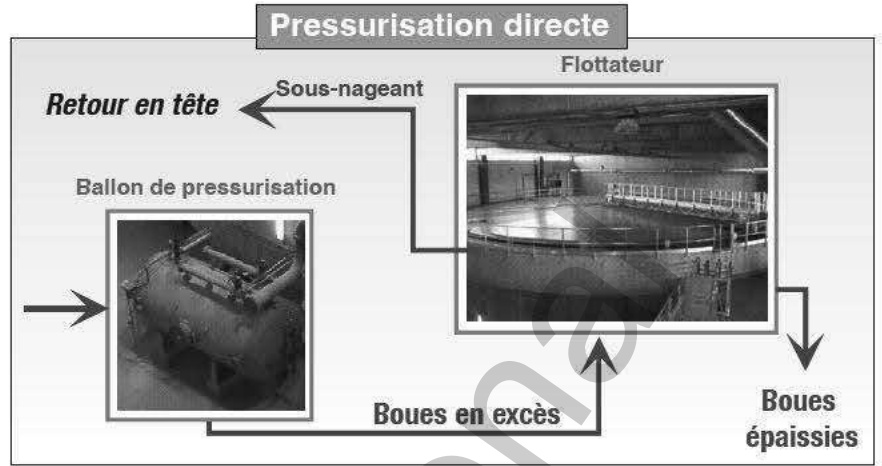 Pressurisation directe
Flottateur
Sous-nageant
Retour en tête
Ballon de pressurisation
Boues en excès
Boues
épaissies